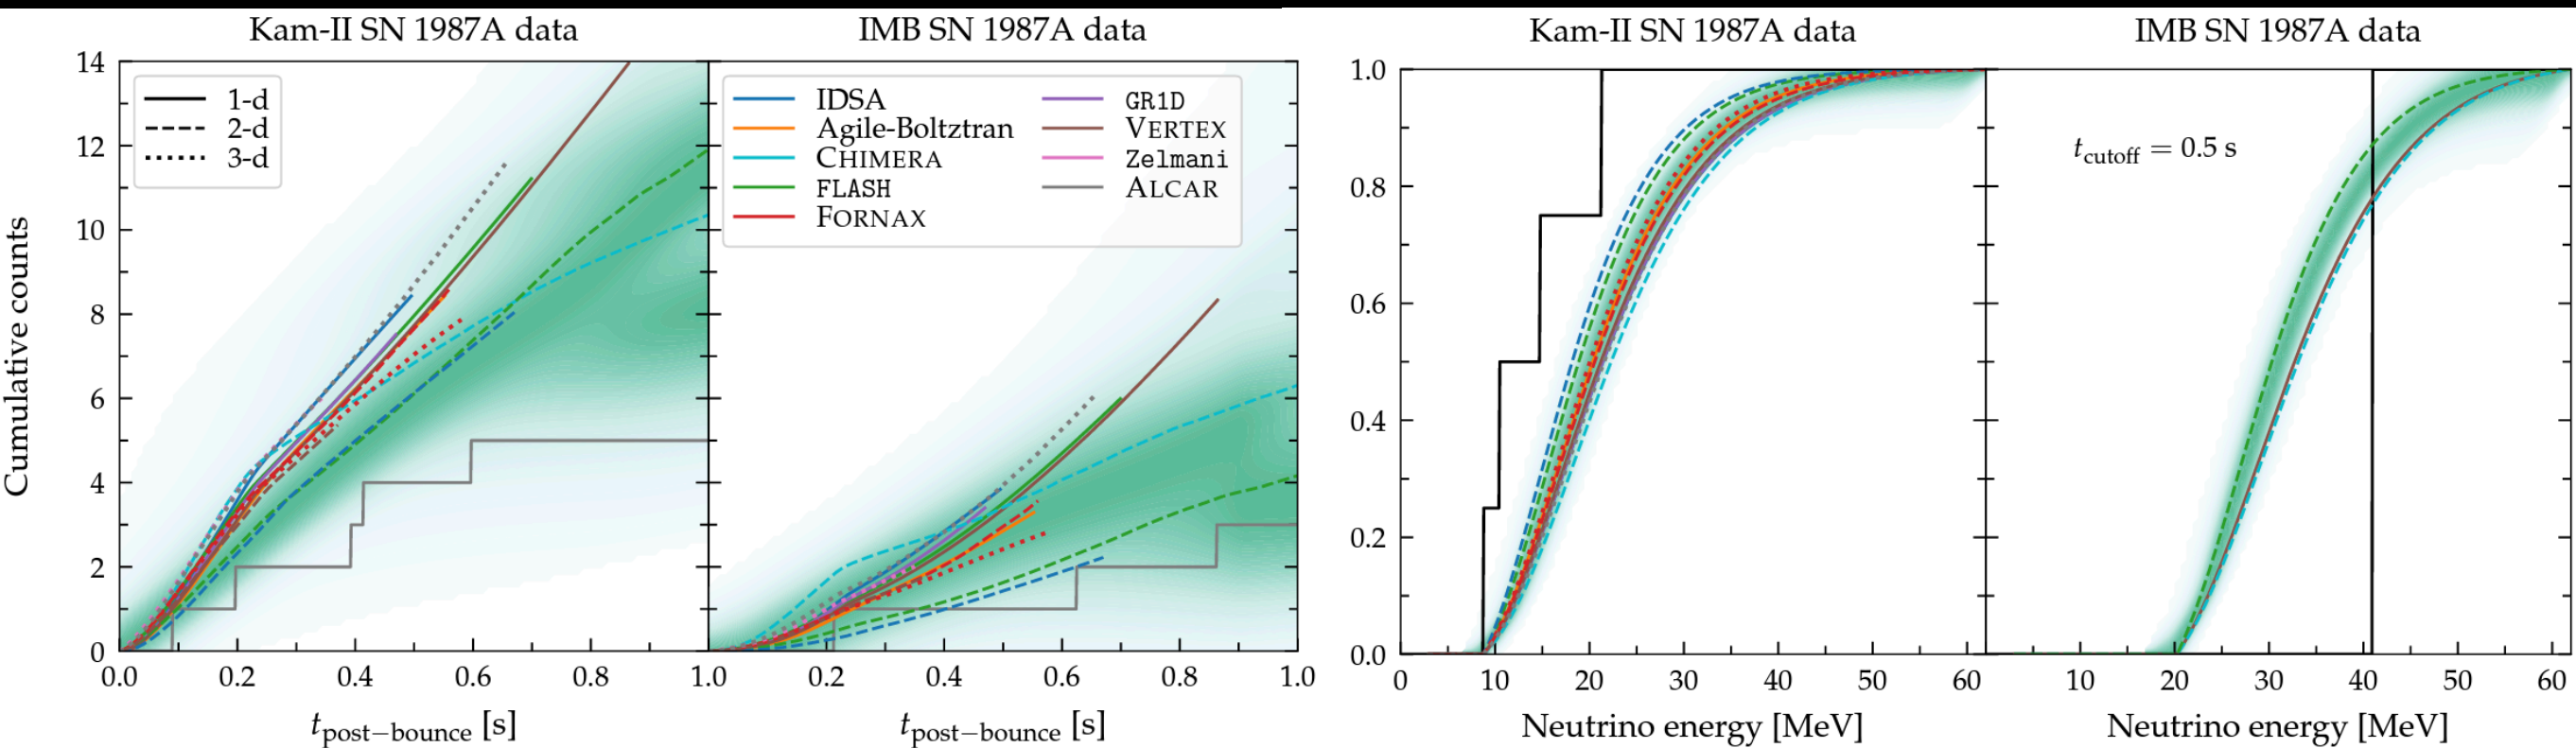 Kam-II SN 1987A data
IMB SN 1987A data
Kam-II SN 1987A data
IMB SN 1987A data
Cumulative counts
14
12
10
8
6
4
2
0
1-d
2-d
3-d
IDSA
Agile-Boltztran
CHIMERA
FLASH
FORNAX
GR1D
VERTEX
Zelmani
ALCAR
0.0 0.2 0.4 0.6 0.8 1.0 0.2 0.4 0.6 0.8 1.0
t_post−bounce [s]
t_post−bounce [s]
1.0
0.8
0.6
0.4
0.2
0.0
t_cutoff = 0.5 s
0 10 20 30 40 50 60 10 20 30 40 50 60
Neutrino energy [MeV]
Neutrino energy [MeV]